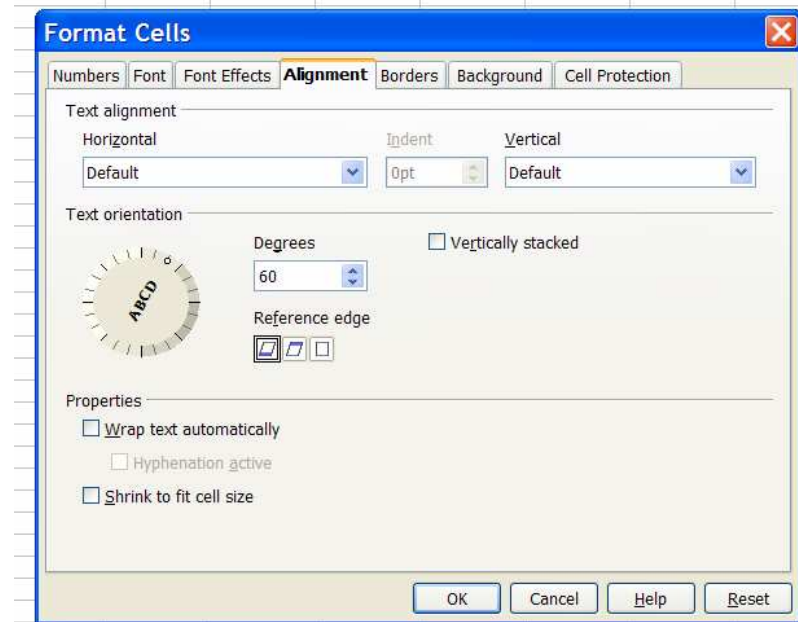 Format Cells
Numbers Font Font Effects Alignment Borders Background Cell Protection
Text alignment
Horizontal Indent Vertical
Default 0pt Default
Text orientation
Degrees Vertically stacked
60
ABCD
Reference edge
Properties
Wrap text automatically
Hyphenation active
Shrink to fit cell size
OK Cancel Help Reset